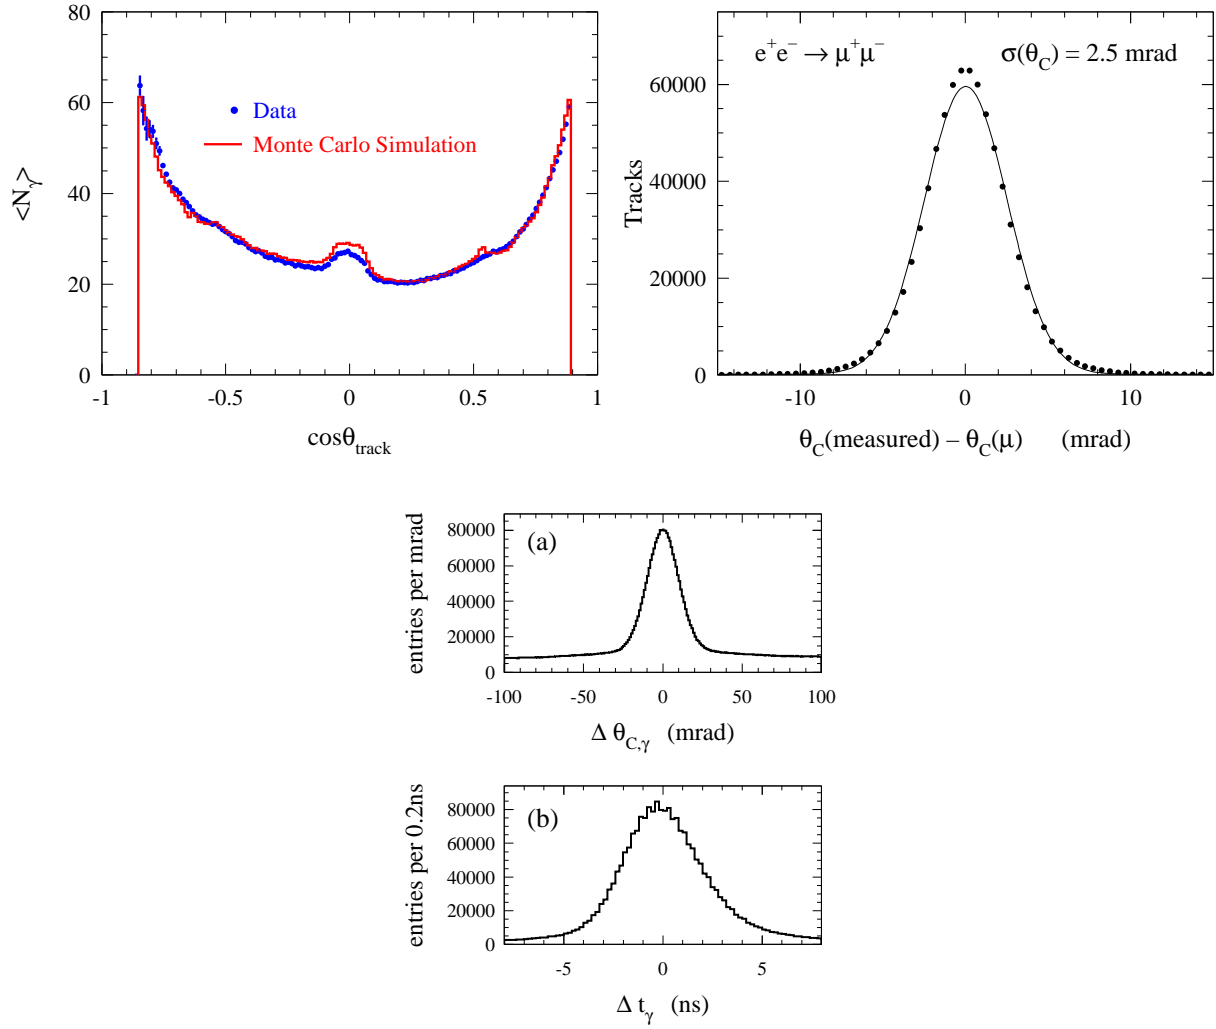 <N_γ>
80
60
40
20
0
-1
-0.5
0
0.5
1
cosθ_track
Data
Monte Carlo Simulation
Tracks
60000
40000
20000
0
-10
0
10
e⁺e⁻ → μ⁺μ⁻
σ(θ_C) = 2.5 mrad
θ_C(measured) – θ_C(μ) (mrad)
entries per mrad
80000
60000
40000
20000
0
(a)
-100
-50
0
50
100
Δ θ_C,γ (mrad)
entries per 0.2ns
80000
60000
40000
20000
0
(b)
-5
0
5
Δ t_γ (ns)